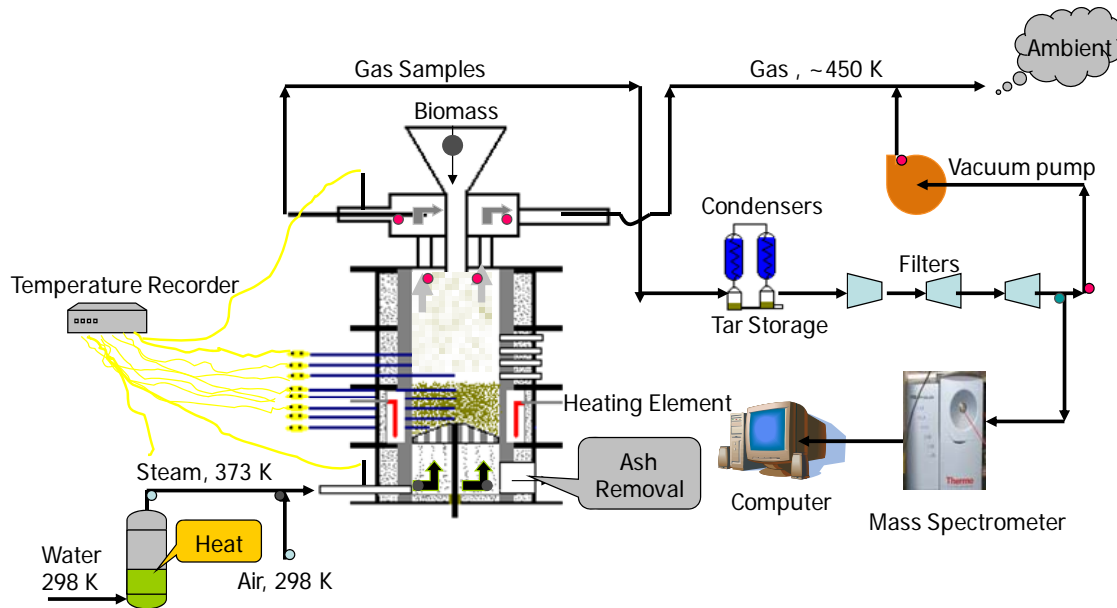 Ambient
Gas Samples
Gas , ~450 K
Biomass
Vacuum pump
Condensers
Temperature Recorder
Filters
Tar Storage
Heating Element
Steam, 373 K
Ash
Removal
Computer
Thermo
Mass Spectrometer
Heat
Water
298 K
Air, 298 K